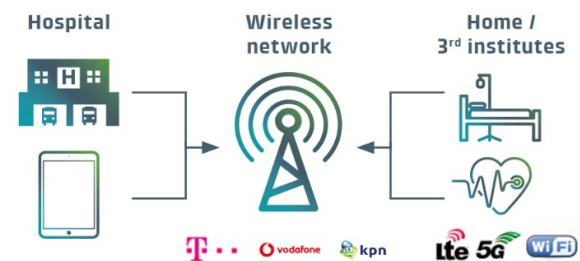 Hospital
Wireless
network
Home /
3rd institutes
H
T
vodafone
kpn
lte 5G WiFi